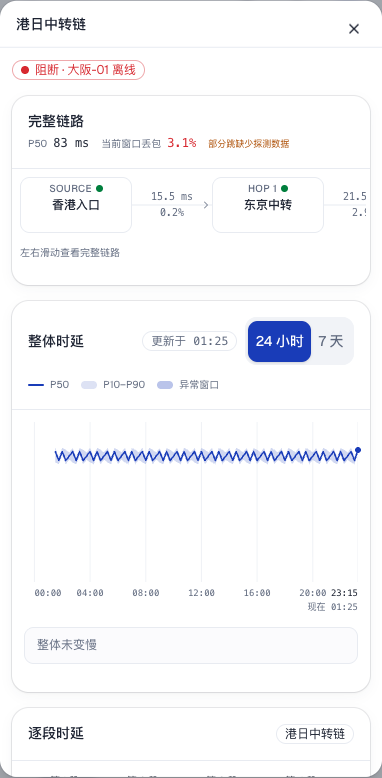 港日中转链
阻断 · 大阪-01 离线
完整链路
P50 83 ms 当前窗口丢包 3.1% 部分跳缺少探测数据
SOURCE
香港入口
15.5 ms
0.2%
HOP 1
东京中转
21.5
左右滑动查看完整链路
整体时延
更新于 01:25
24 小时
7 天
P50
P10–P90
异常窗口
00:00 04:00 08:00 12:00 16:00 20:00 23:15
现在 01:25
整体未变慢
逐段时延
港日中转链